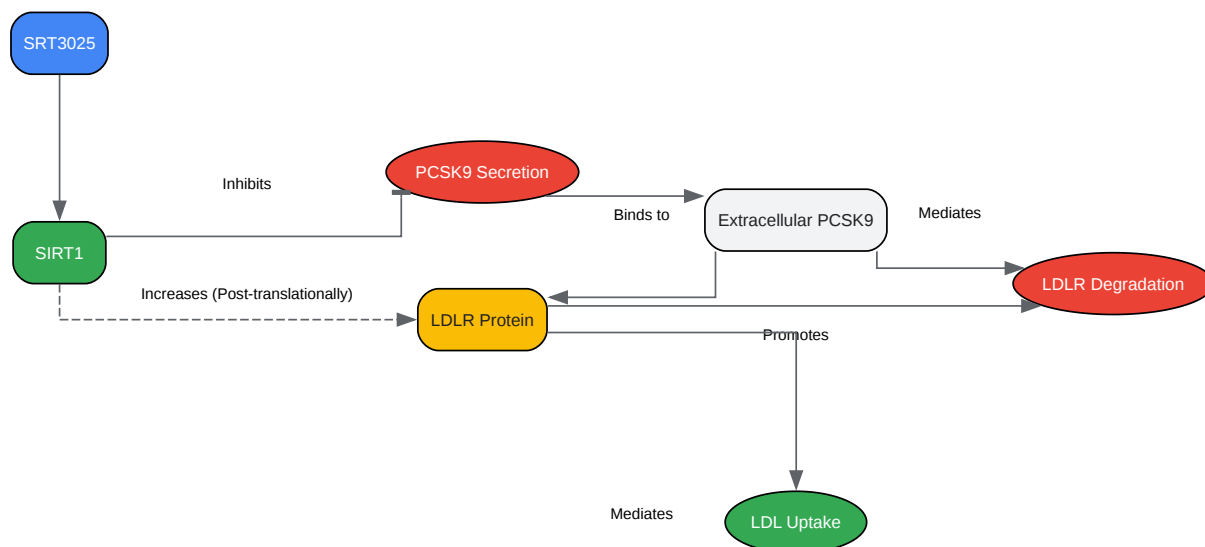 SRT3025
PCSK9 Secretion
Inhibits
Binds to
Extracellular PCSK9
Mediates
SIRT1
LDLR Degradation
Increases (Post-translationally)
LDLR Protein
Promotes
Mediates
LDL Uptake